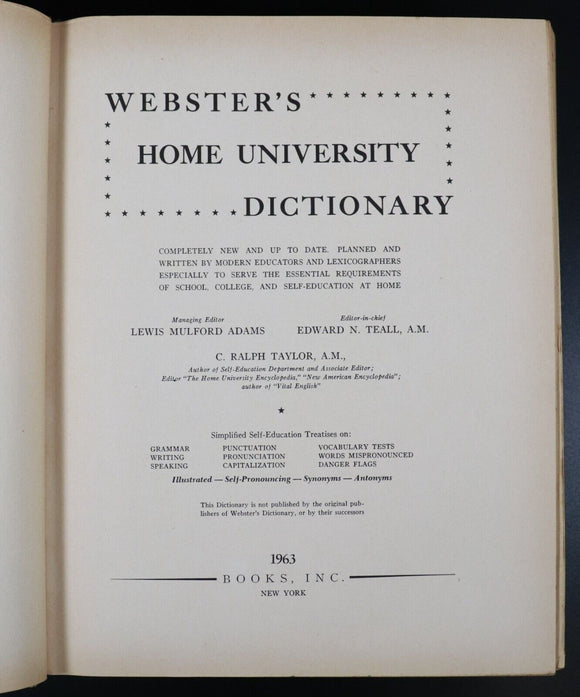 WEBSTER'S
HOME UNIVERSITY
DICTIONARY
COMPLETELY NEW AND UP TO DATE. PLANNED AND
WRITTEN BY MODERN EDUCATORS AND LEXICOGRAPHERS
ESPECIALLY TO SERVE THE ESSENTIAL REQUIREMENTS
OF SCHOOL, COLLEGE, AND SELF-EDUCATION AT HOME
Managing Editor
LEWIS MULFORD ADAMS
Editor-in-chief
EDWARD N. TEALL, A.M.
C. RALPH TAYLOR, A.M.,
Author of Self-Education Department and Associate Editor;
Editor "The Home University Encyclopedia," "New American Encyclopedia";
author of "Vital English"
Simplified Self-Education Treatises on:
GRAMMAR PUNCTUATION VOCABULARY TESTS
WRITING PRONUNCIATION WORDS MISPRONOUNCED
SPEAKING CAPITALIZATION DANGER FLAGS
Illustrated — Self-Pronouncing — Synonyms — Antonyms
This Dictionary is not published by the original pub-
lishers of Webster's Dictionary, or by their successors
1963
BOOKS, INC.
NEW YORK